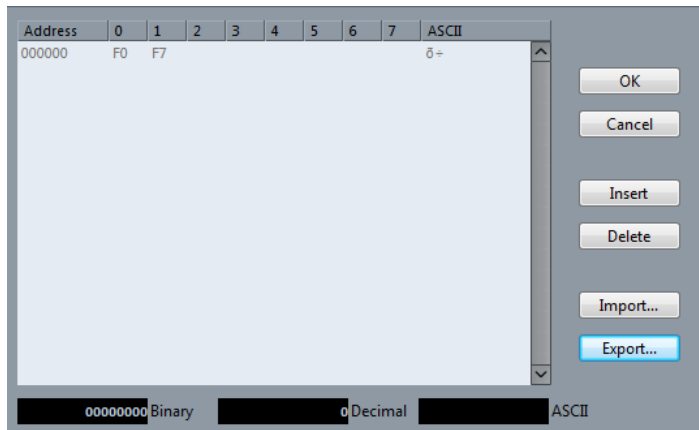 Address 0 1 2 3 4 5 6 7 ASCII
000000 F0 F7 ð÷
OK
Cancel
Insert
Delete
Import...
Export...
00000000 Binary 0 Decimal ASCII